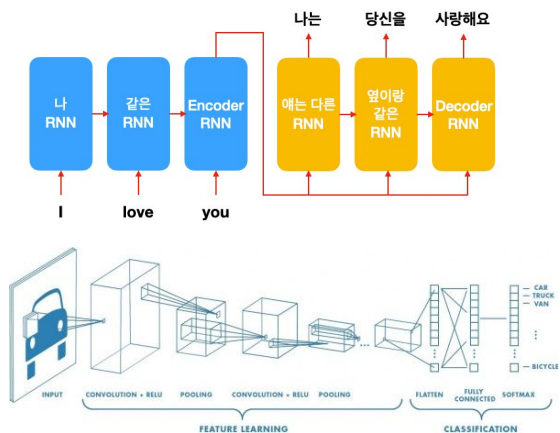 나는 당신을 사랑해요
나 RNN
같은 RNN
Encoder RNN
얘는 다른 RNN
옆이랑 같은 RNN
Decoder RNN
I love you
CAR
TRUCK
VAN
BICYCLE
INPUT CONVOLUTION + RELU POOLING CONVOLUTION + RELU POOLING FLATTEN FULLY CONNECTED SOFTMAX
FEATURE LEARNING CLASSIFICATION